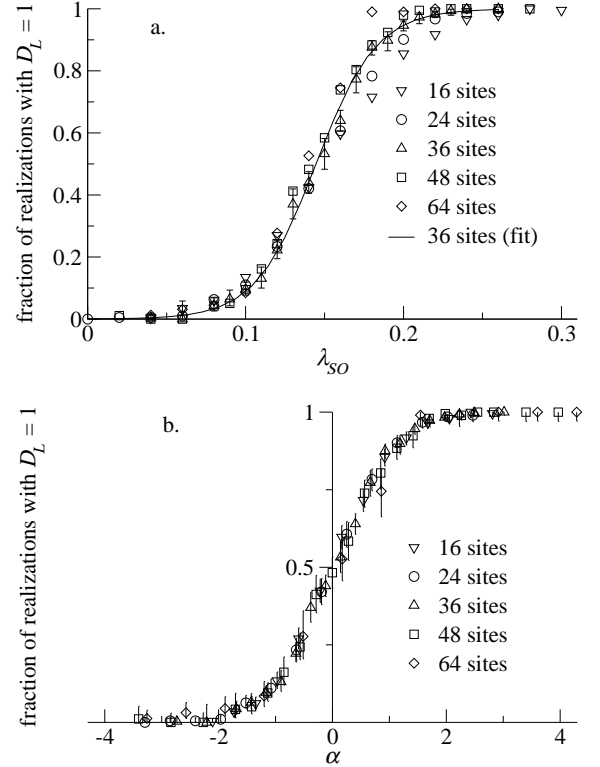 a.
fraction of realizations with D_L = 1
1
0.8
0.6
0.4
0.2
0
0 0.1 0.2 0.3
λ_SO
16 sites
24 sites
36 sites
48 sites
64 sites
36 sites (fit)
b.
fraction of realizations with D_L = 1
1
0.5
-4 -2 0 2 4
α
16 sites
24 sites
36 sites
48 sites
64 sites